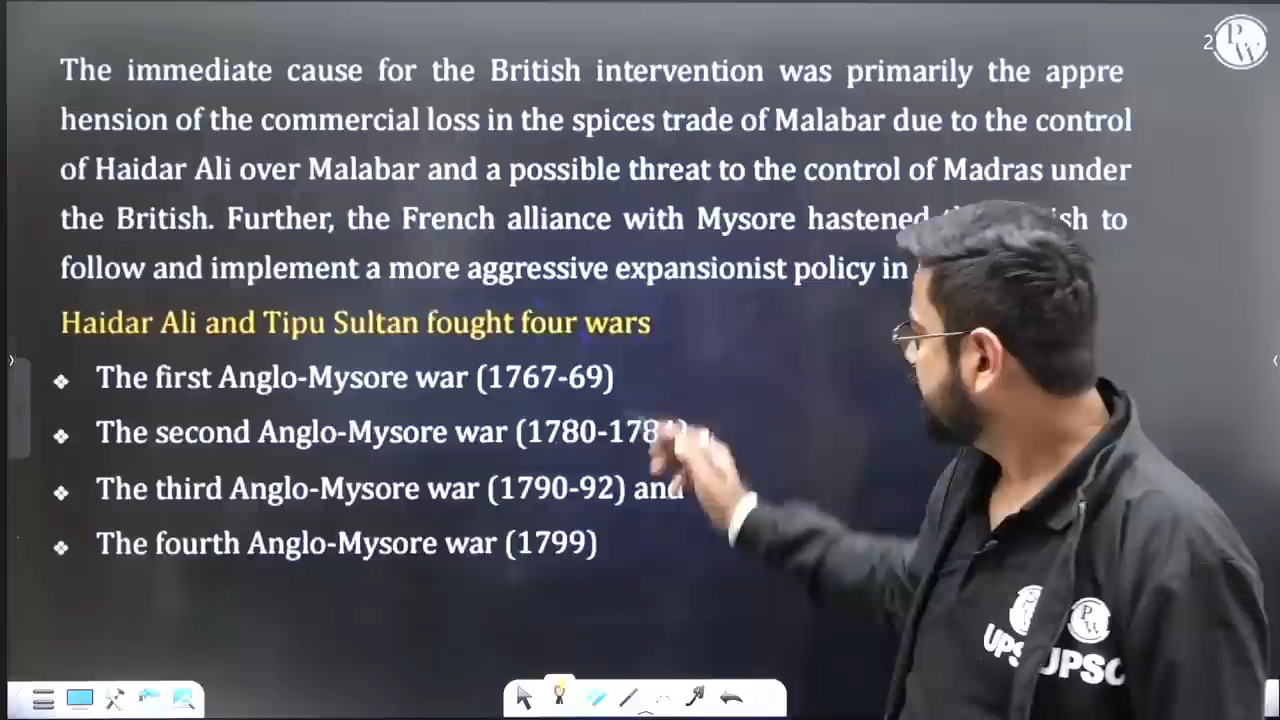 The immediate cause for the British intervention was primarily the appre
hension of the commercial loss in the spices trade of Malabar due to the control
of Haidar Ali over Malabar and a possible threat to the control of Madras under
the British. Further, the French alliance with Mysore hastened to
follow and implement a more aggressive expansionist policy in
Haidar Ali and Tipu Sultan fought four wars
❖ The first Anglo-Mysore war (1767-69)
❖ The second Anglo-Mysore war
❖ The third Anglo-Mysore war (1790-92) and
❖ The fourth Anglo-Mysore war (1799)
2
PW
PW
UPSC